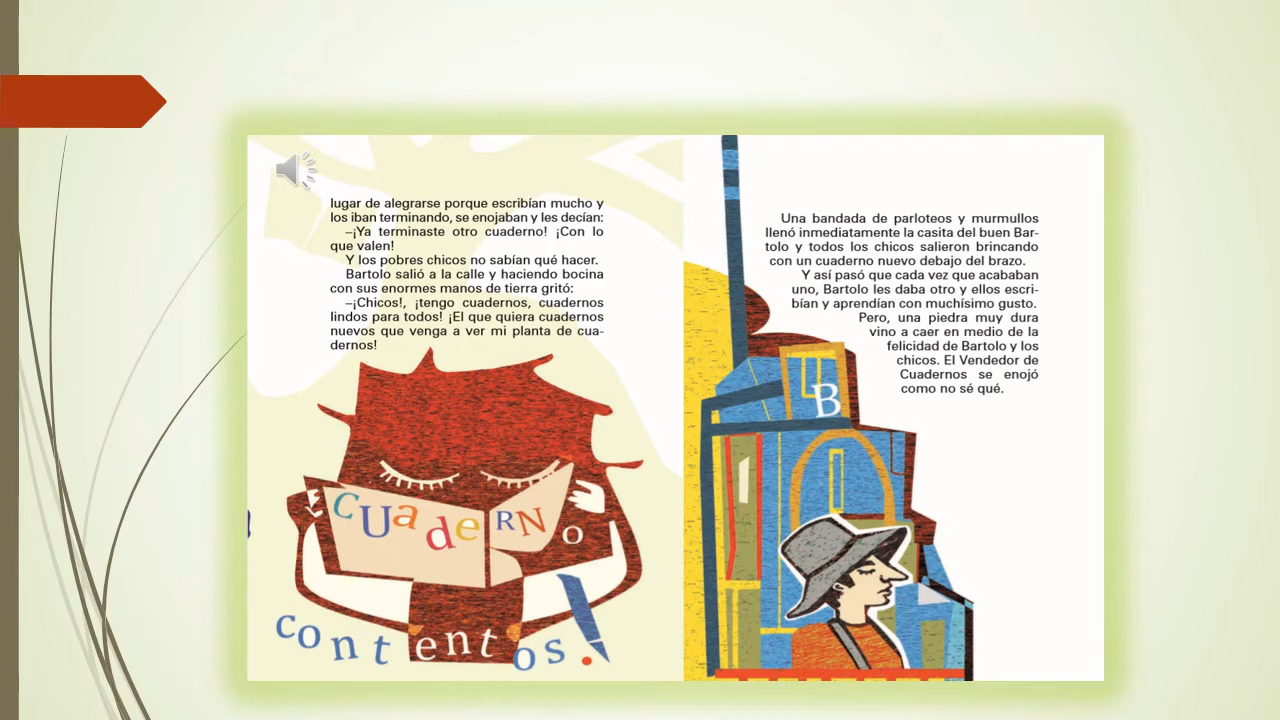 lugar de alegrarse porque escribían mucho y
los iban terminando, se enojaban y les decían:
–¡Ya terminaste otro cuaderno! ¡Con lo
que valen!
Y los pobres chicos no sabían qué hacer.
Bartolo salió a la calle y haciendo bocina
con sus enormes manos de tierra gritó:
–¡Chicos!, ¡tengo cuadernos, cuadernos
lindos para todos! ¡El que quiera cuadernos
nuevos que venga a ver mi planta de cua-
dernos!
CUadeRNo
contentos!
Una bandada de parloteos y murmullos
llenó inmediatamente la casita del buen Bar-
tolo y todos los chicos salieron brincando
con un cuaderno nuevo debajo del brazo.
Y así pasó que cada vez que acababan
uno, Bartolo les daba otro y ellos escri-
bían y aprendían con muchísimo gusto.
Pero, una piedra muy dura
vino a caer en medio de la
felicidad de Bartolo y los
chicos. El Vendedor de
Cuadernos se enojó
como no sé qué.
B